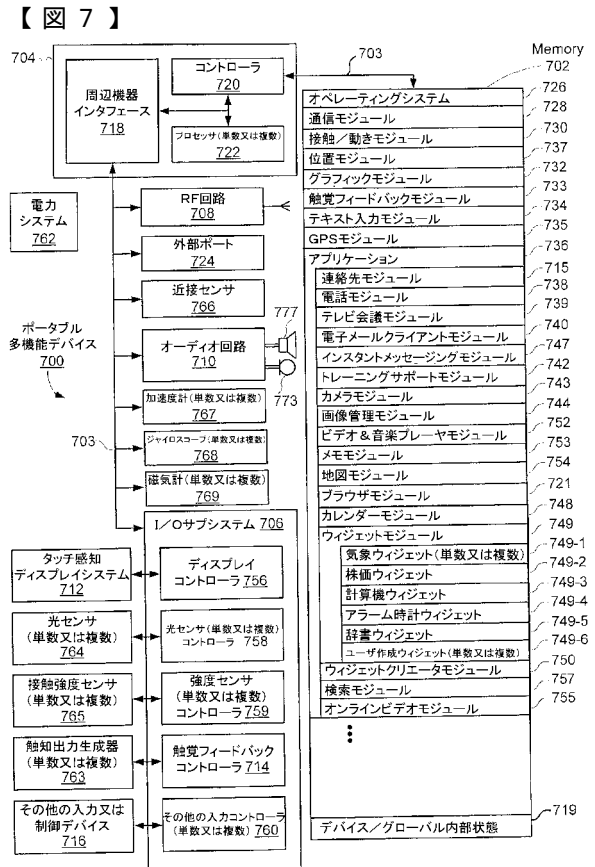 【図７】
704
周辺機器
インタフェース
718
コントローラ
720
プロセッサ(単数又は複数)
722
703
Memory
702
電力
システム
762
RF回路
708
外部ポート
724
近接センサ
766
ポータブル
多機能デバイス
700
オーディオ回路
710
777
773
加速度計(単数又は複数)
767
703
ジャイロスコープ(単数又は複数)
768
磁気計(単数又は複数)
769
I/Oサブシステム 706
タッチ感知
ディスプレイシステム
712
ディスプレイ
コントローラ 756
光センサ
(単数又は複数)
764
光センサ(単数又は複数)
コントローラ 758
接触強度センサ
(単数又は複数)
765
強度センサ
(単数又は複数)
コントローラ 759
触知出力生成器
(単数又は複数)
763
触覚フィードバック
コントローラ 714
その他の入力又は
制御デバイス
716
その他の入力コントローラ
(単数又は複数) 760
オペレーティングシステム
726
通信モジュール
728
接触/動きモジュール
730
位置モジュール
737
グラフィックモジュール
732
触覚フィードバックモジュール
733
テキスト入力モジュール
734
GPSモジュール
735
アプリケーション
736
連絡先モジュール
715
電話モジュール
738
テレビ会議モジュール
739
電子メールクライアントモジュール
740
インスタントメッセージングモジュール
747
トレーニングサポートモジュール
742
カメラモジュール
743
画像管理モジュール
744
ビデオ&音楽プレーヤモジュール
752
メモモジュール
753
地図モジュール
754
ブラウザモジュール
721
カレンダーモジュール
748
ウィジェットモジュール
749
気象ウィジェット(単数又は複数)
749-1
株価ウィジェット
749-2
計算機ウィジェット
749-3
アラーム時計ウィジェット
749-4
辞書ウィジェット
749-5
ユーザ作成ウィジェット(単数又は複数)
749-6
ウィジェットクリエータモジュール
750
検索モジュール
757
オンラインビデオモジュール
755
デバイス/グローバル内部状態
719